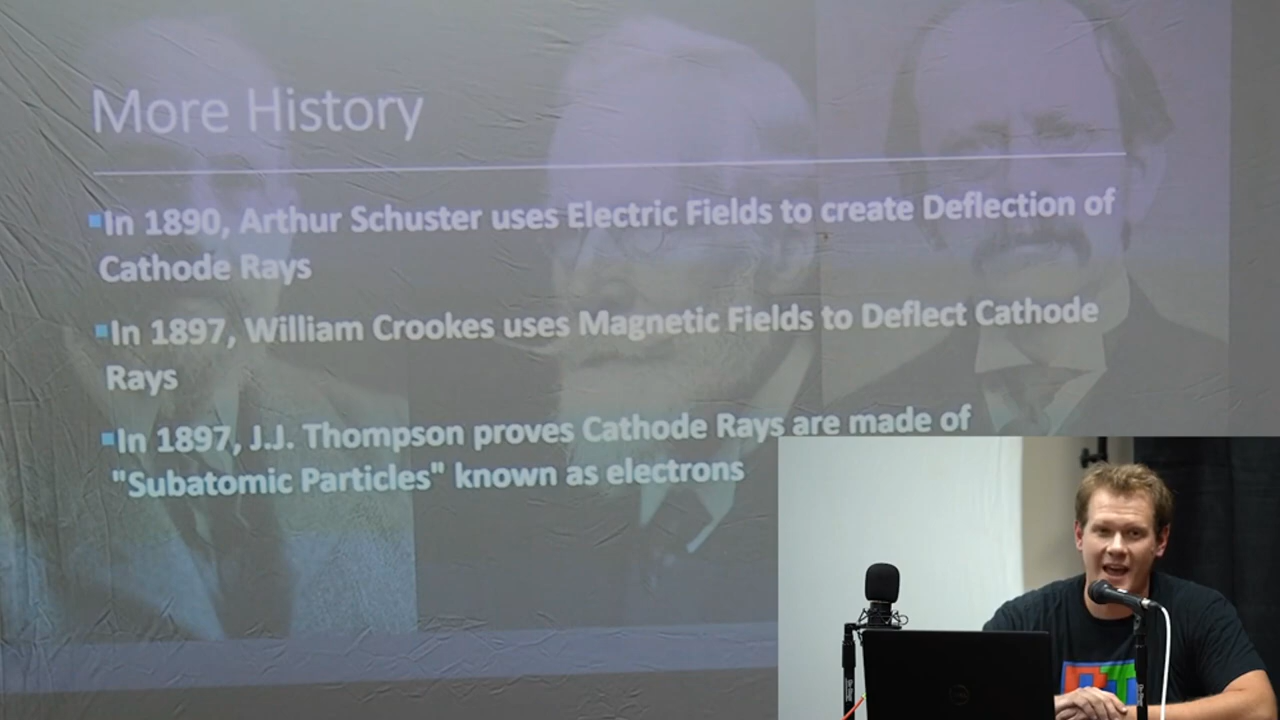 More History
In 1890, Arthur Schuster uses Electric Fields to create Deflection of
Cathode Rays
In 1897, William Crookes uses Magnetic Fields to Deflect Cathode
Rays
In 1897, J.J. Thompson proves Cathode Rays are made of
"Subatomic Particles" known as electrons